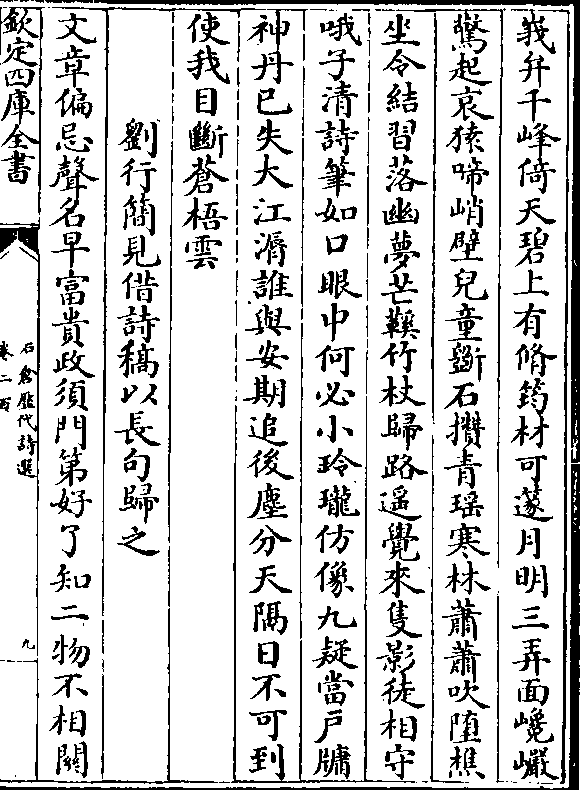 峩弁千峰倚天碧上有脩筠材可䆳月明三弄面巉巖
驚起哀猿啼峭壁兒童斲石攢青瑶寒林蕭蕭吹堕樵
坐令結習落幽夢芒鞵竹杖歸路遥覺來隻影徒相守
哦子清詩筆如口眼中何必小玲瓏仿像九疑當戶牖
神丹已失大江濱誰與安期追後塵分天隅日不可到
使我目斷蒼梧雲
劉行簡見借詩稿以長句歸之
文章偏忌聲名早富貴政須門第好了知二物不相關
欽定四庫全書
石倉歷代詩選
卷二百
九